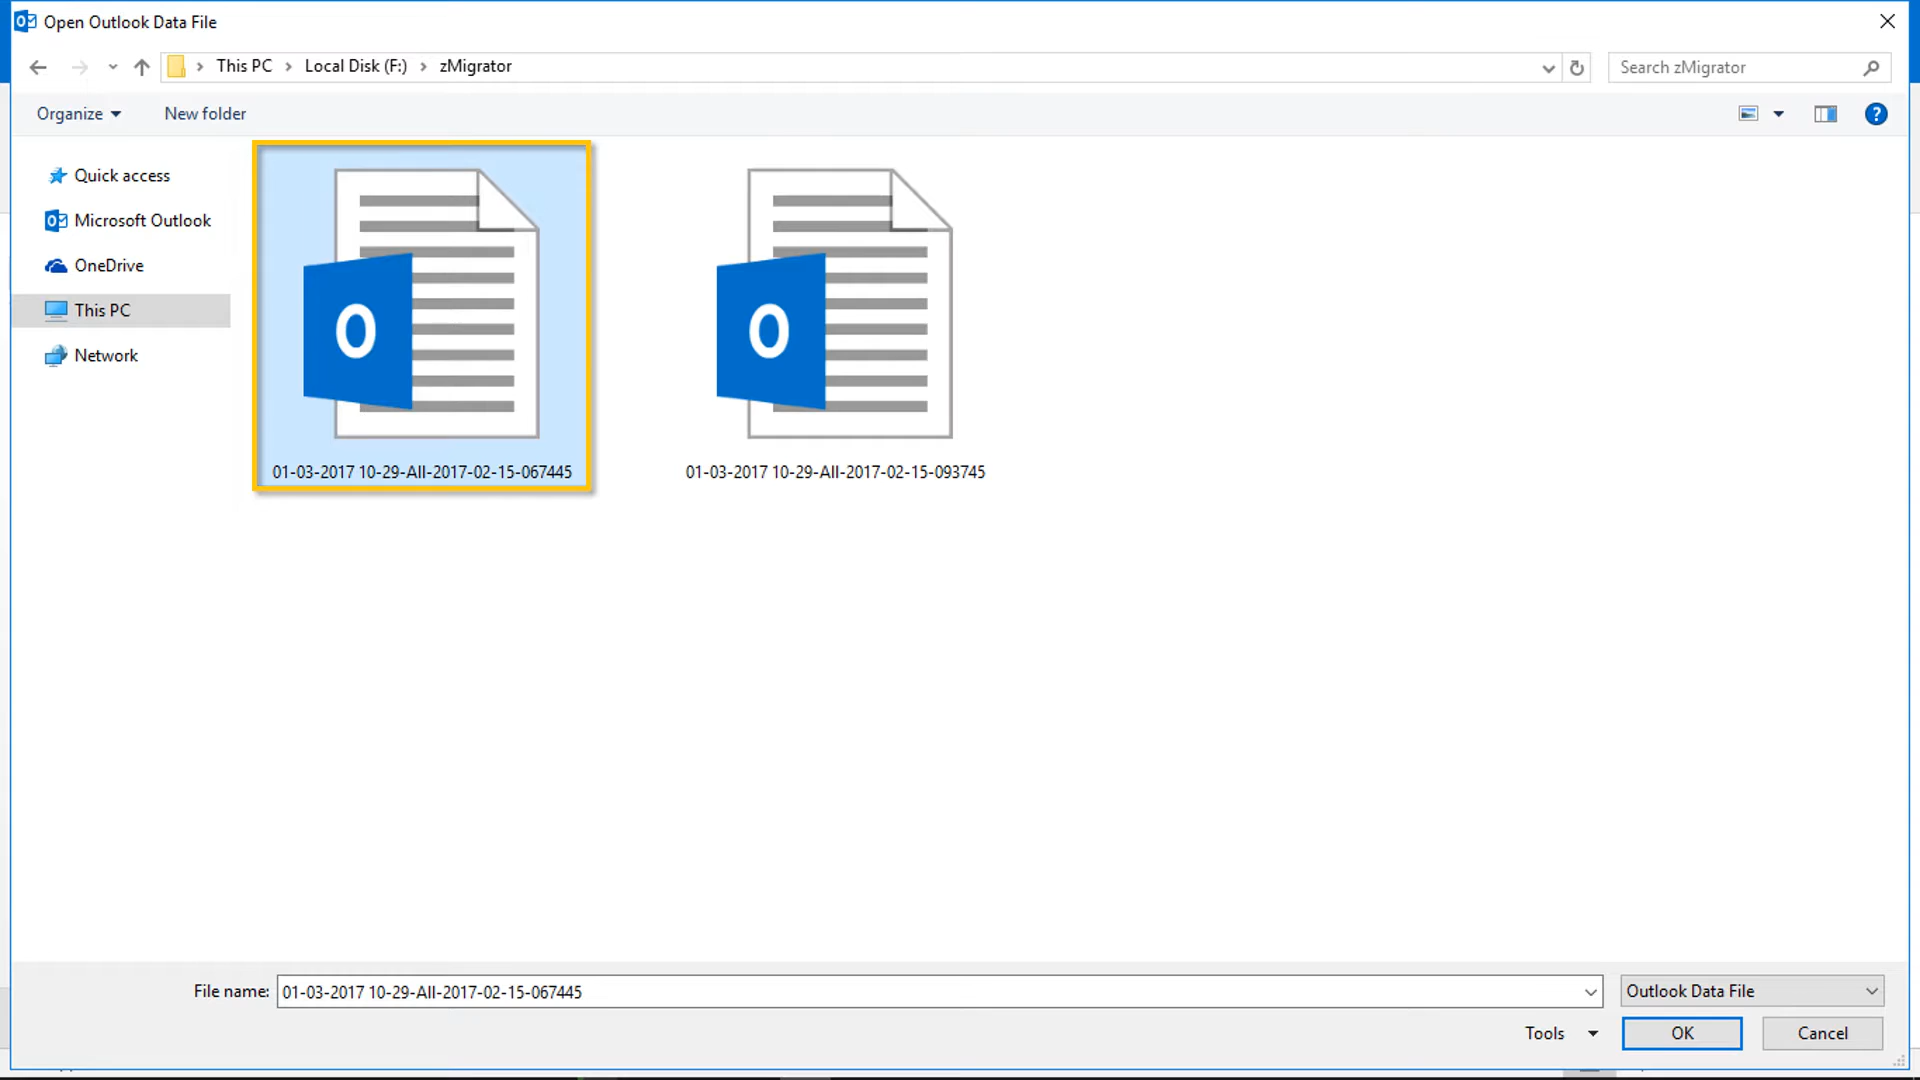 Open Outlook Data File
This PC > Local Disk (F:) > zMigrator
Search zMigrator
Organize
New folder
?
Quick access
Microsoft Outlook
OneDrive
This PC
Network
O
01-03-2017 10-29-All-2017-02-15-067445
O
01-03-2017 10-29-All-2017-02-15-093745
File name: 01-03-2017 10-29-All-2017-02-15-067445
Outlook Data File
Tools
OK
Cancel